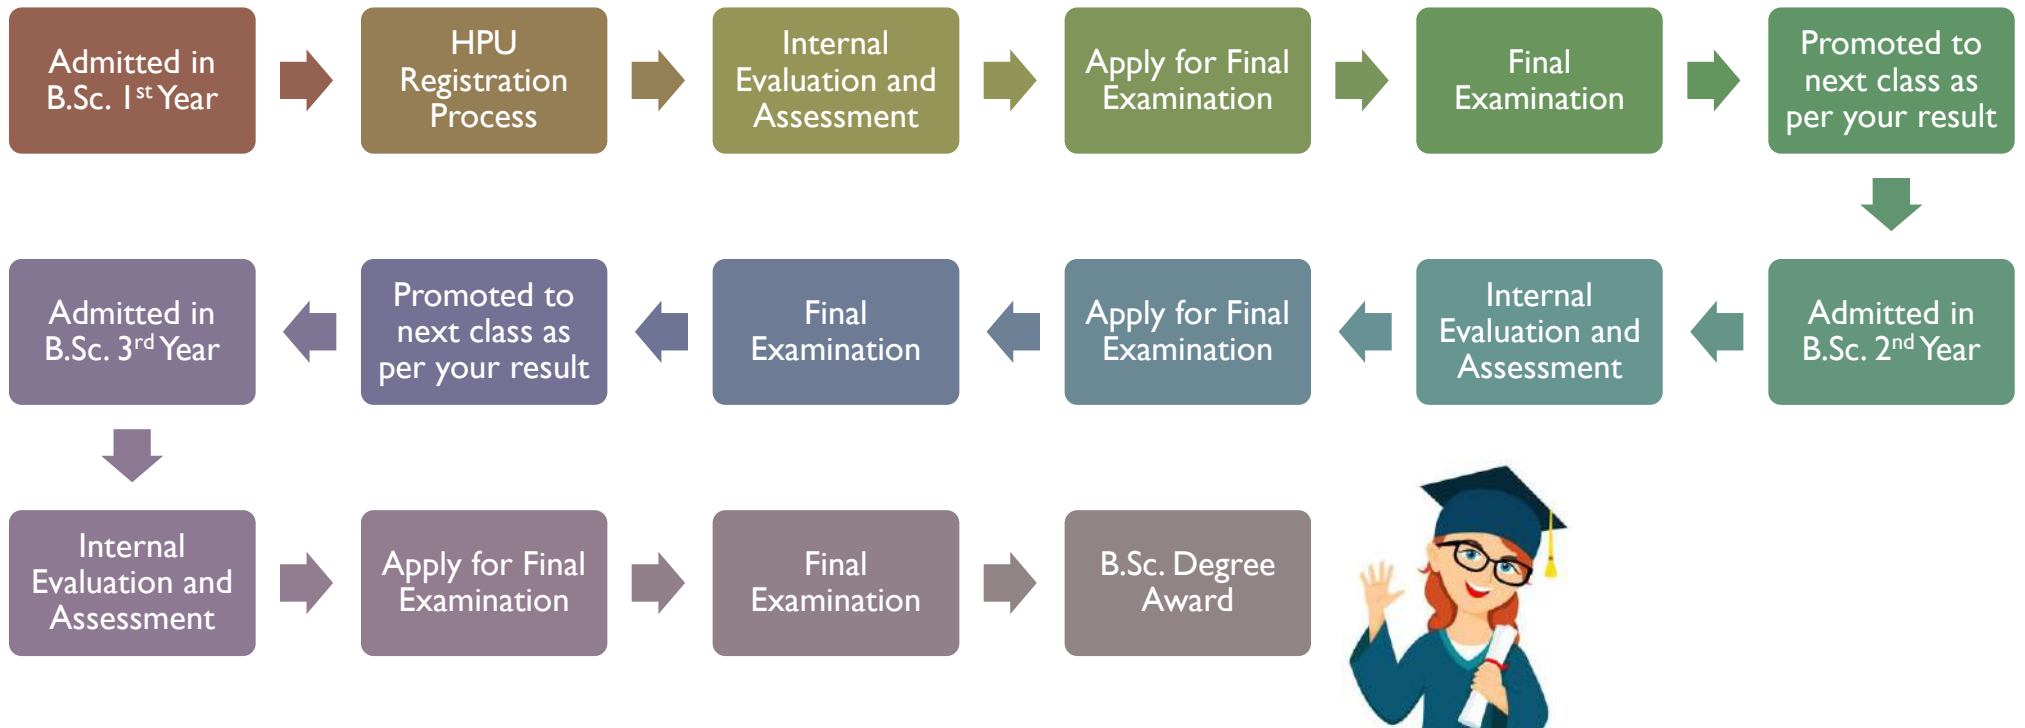 Admitted in
B.Sc. 1st Year
HPU
Registration
Process
Internal
Evaluation and
Assessment
Apply for Final
Examination
Final
Examination
Promoted to
next class as
per your result
Admitted in
B.Sc. 2nd Year
Internal
Evaluation and
Assessment
Apply for Final
Examination
Final
Examination
Promoted to
next class as
per your result
Admitted in
B.Sc. 3rd Year
Internal
Evaluation and
Assessment
Apply for Final
Examination
Final
Examination
B.Sc. Degree
Award